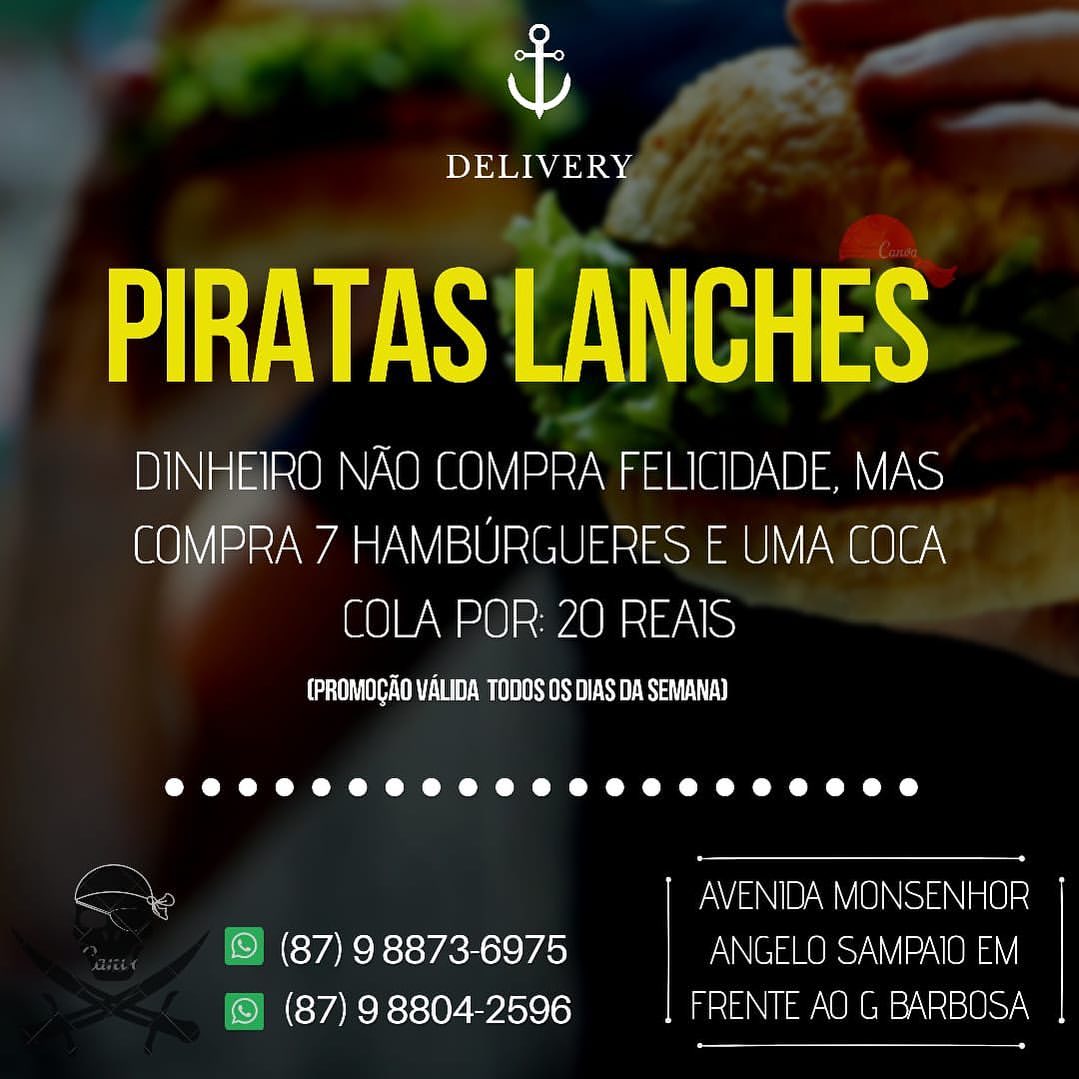 DELIVERY
Canva
PIRATAS LANCHES
DINHEIRO NÃO COMPRA FELICIDADE, MAS
COMPRA 7 HAMBÚRGUERES E UMA COCA
COLA POR: 20 REAIS
(PROMOÇÃO VÁLIDA TODOS OS DIAS DA SEMANA)
Canva
(87) 9 8873-6975
(87) 9 8804-2596
AVENIDA MONSENHOR
ANGELO SAMPAIO EM
FRENTE AO G BARBOSA